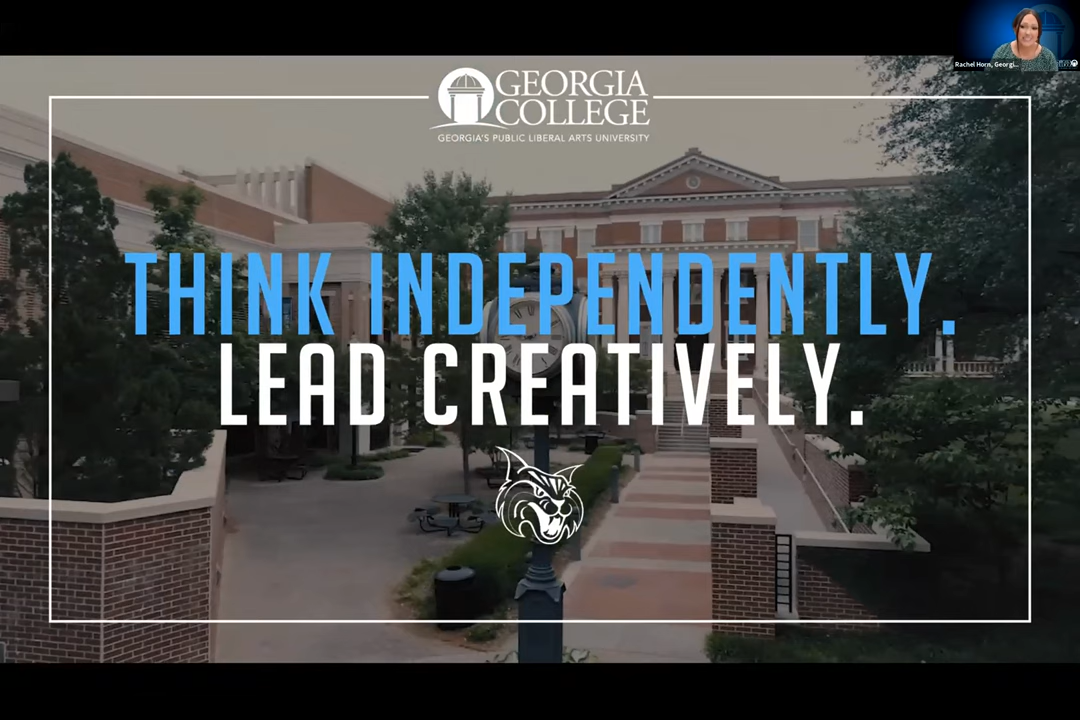 Rachel Horn, Georgi...
GEORGIA
COLLEGE
GEORGIA'S PUBLIC LIBERAL ARTS UNIVERSITY
THINK INDEPENDENTLY.
LEAD CREATIVELY.